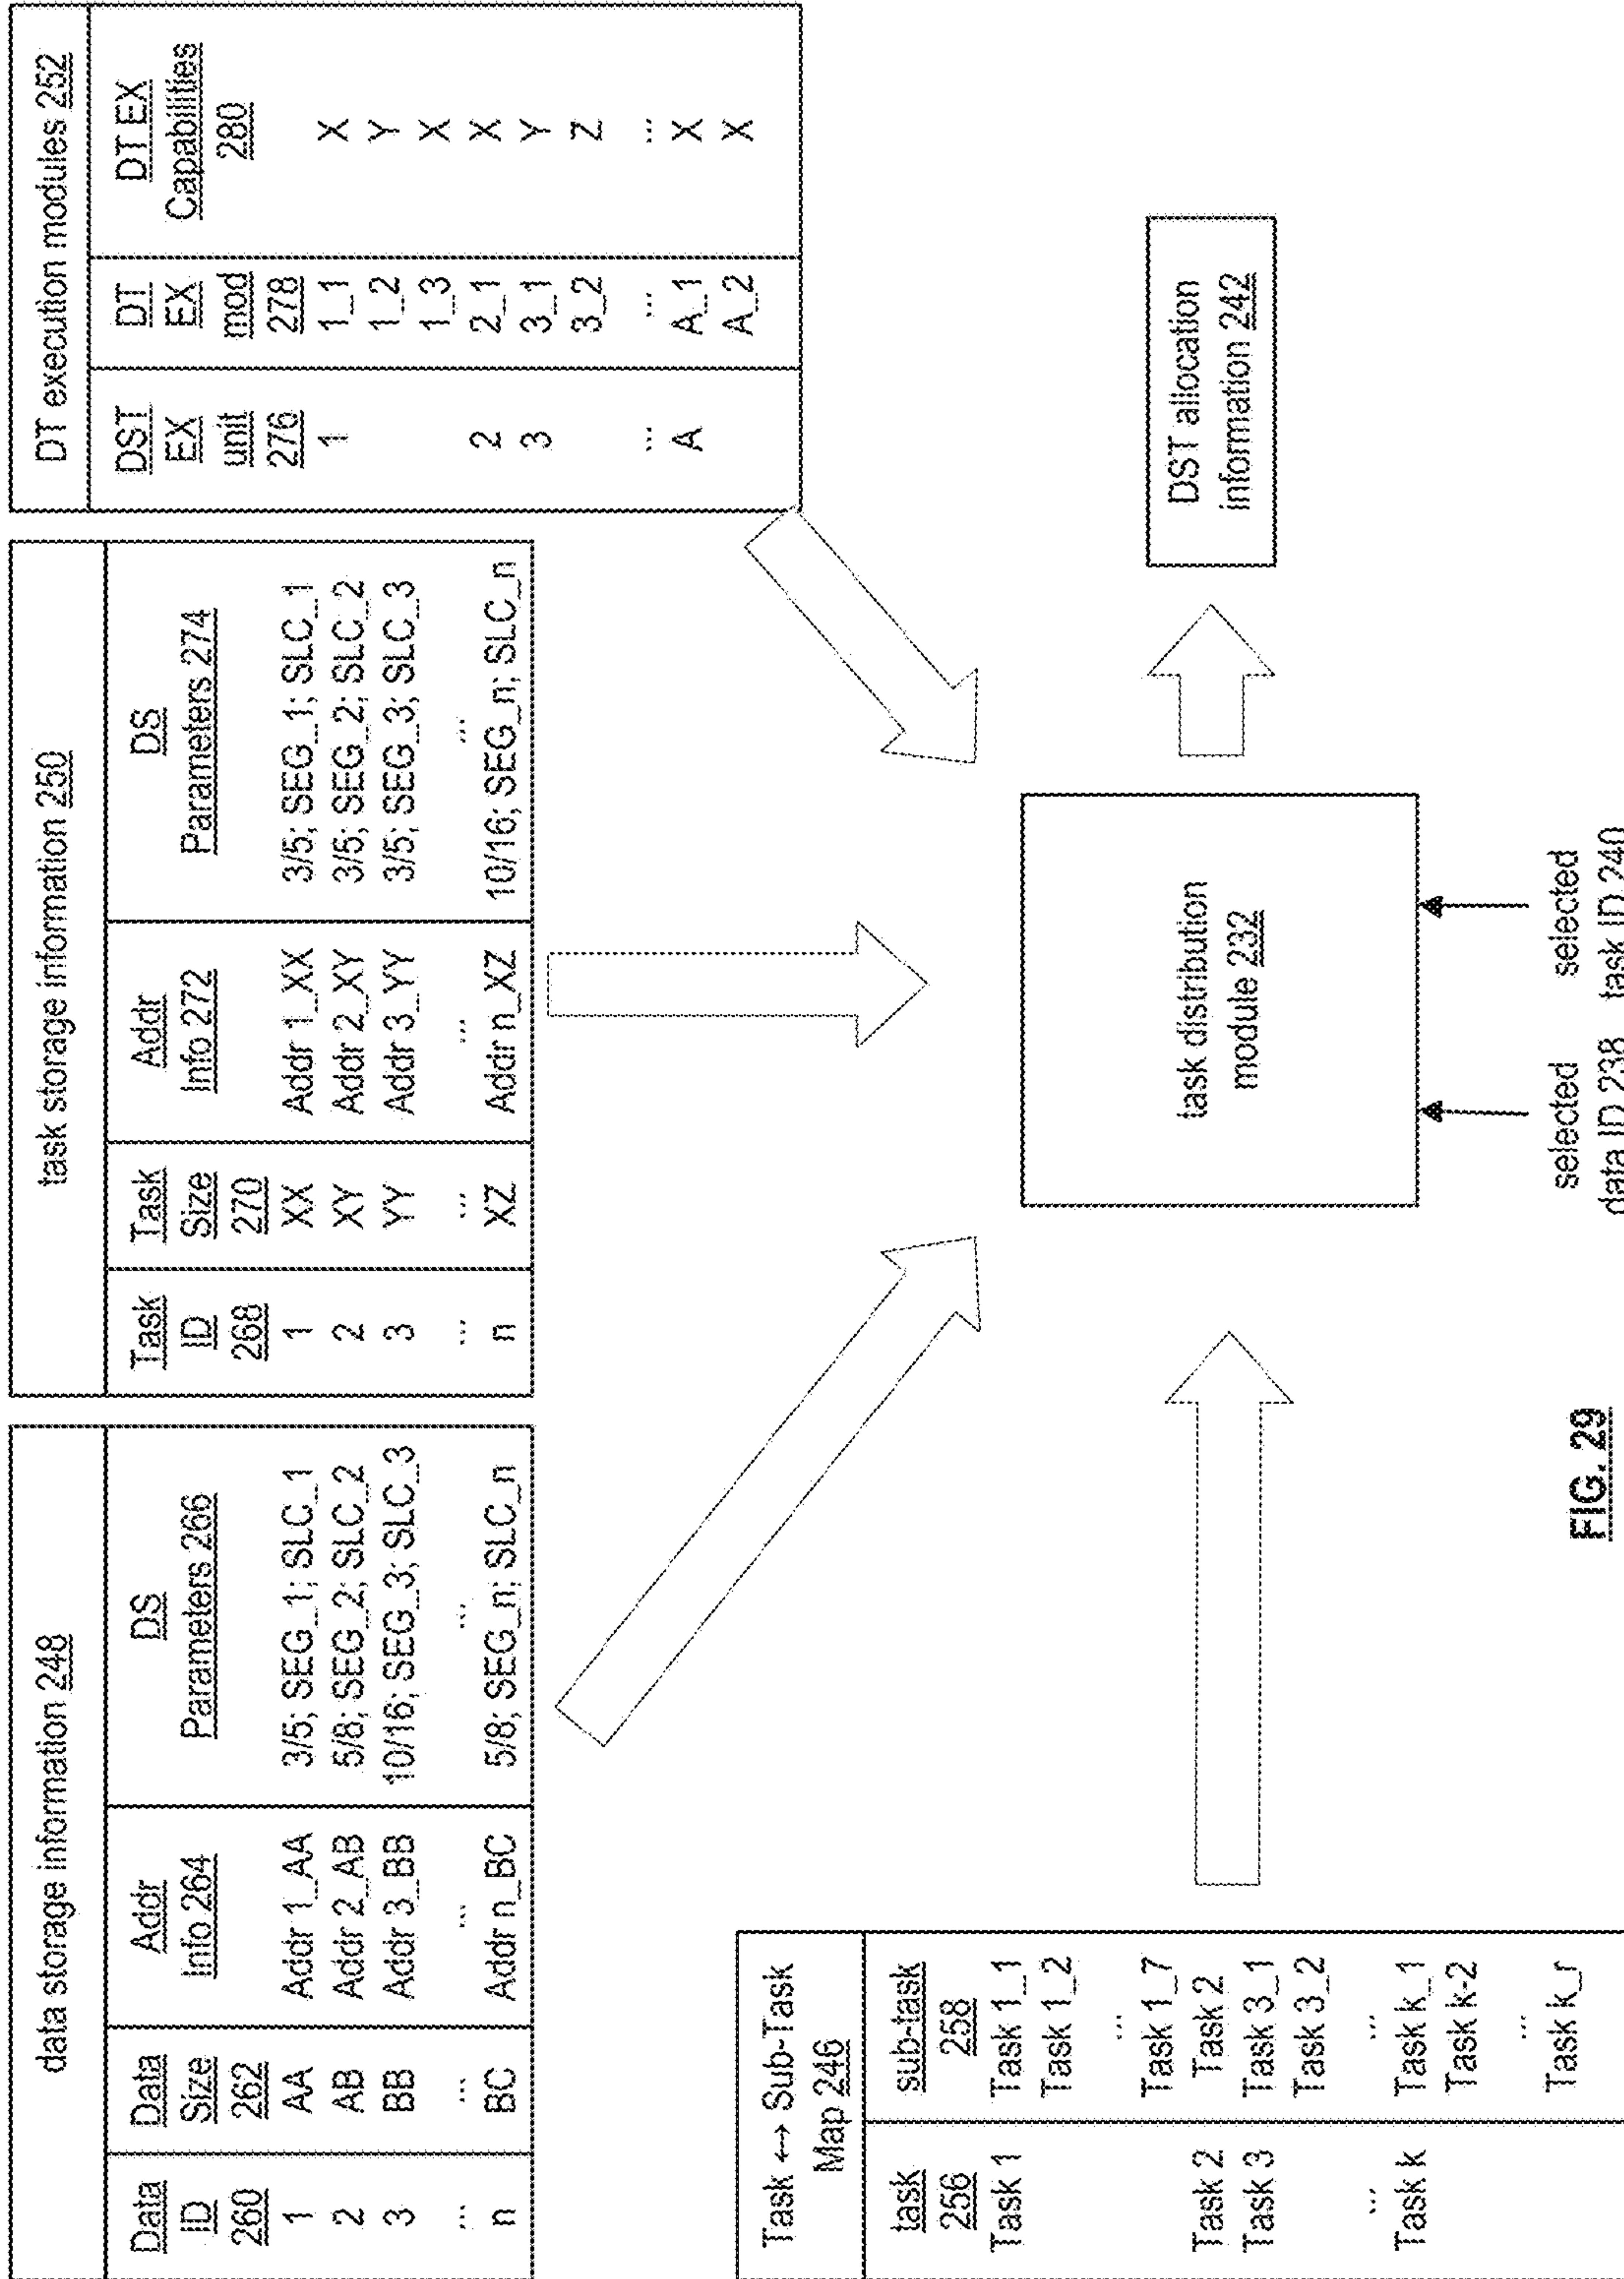 data storage information 248
Data ID 260 Data Size 262 Addr Info 264 DS Parameters 266
1 AA Addr 1_AA 3/5; SEG_1; SLC_1
2 AB Addr 2_AB 5/8; SEG_2; SLC_2
3 BB Addr 3_BB 10/16; SEG_3; SLC_3
... ... ... ...
n BC Addr n_BC 5/8; SEG_n; SLC_n
task storage information 250
Task ID 268 Task Size 270 Addr Info 272 DS Parameters 274
1 XX Addr 1_XX 3/5; SEG_1; SLC_1
2 XY Addr 2_XY 3/5; SEG_2; SLC_2
3 YY Addr 3_YY 3/5; SEG_3; SLC_3
... ... ... ...
n XZ Addr n_XZ 10/16; SEG_n; SLC_n
DT execution modules 252
DST EX unit 276 DT EX mod 278 DT EX Capabilities 280
1 1_1 X
1_2 Y
1_3 X
2 2_1 X
3 3_1 Y
3_2 Z
... ... ...
A A_1 X
A_2 X
Task ↔ Sub-Task
Map 246
task 256 sub-task 258
Task 1 Task 1_1
Task 1_2
...
Task 1_7
Task 2 Task 2
Task 3 Task 3_1
Task 3_2
... ...
Task k Task k_1
Task k-2
...
Task k_r
task distribution
module 232
DST allocation
information 242
selected
data ID 238
selected
task ID 240
FIG. 29